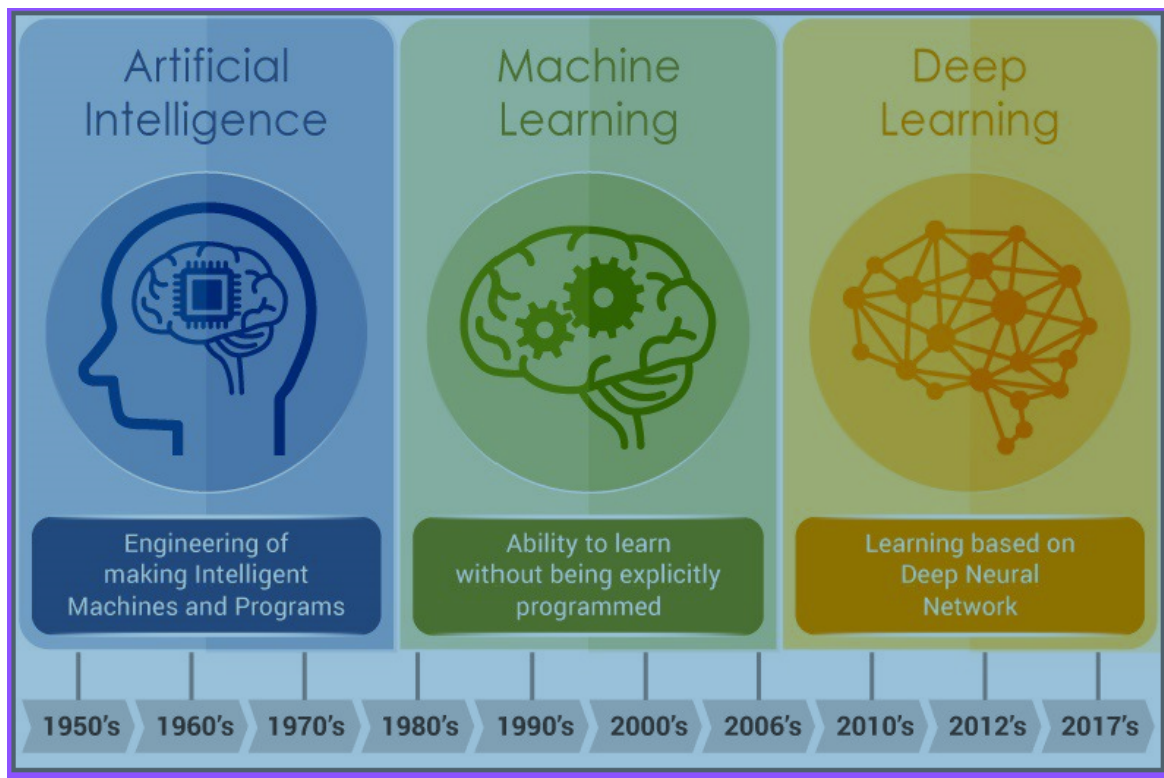 Artificial
Intelligence
Machine
Learning
Deep
Learning
Engineering of
making Intelligent
Machines and Programs
Ability to learn
without being explicitly
programmed
Learning based on
Deep Neural
Network
1950's 1960's 1970's 1980's 1990's 2000's 2006's 2010's 2012's 2017's